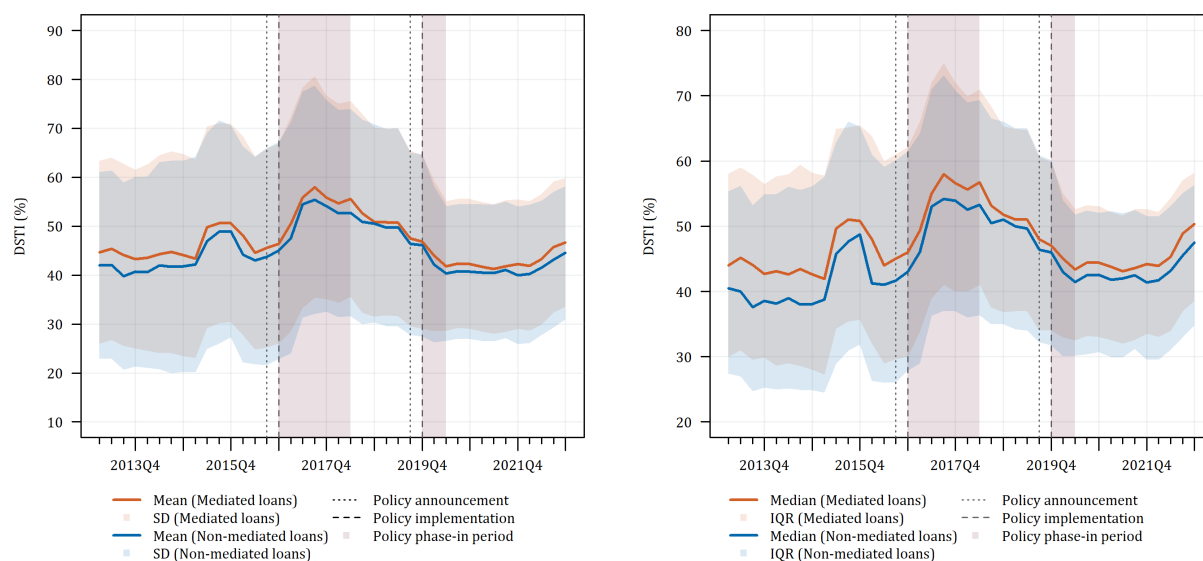 DSTI (%)
90
80
70
60
50
40
30
20
10
2013Q4 2015Q4 2017Q4 2019Q4 2021Q4
Mean (Mediated loans) Policy announcement
SD (Mediated loans) Policy implementation
Mean (Non-mediated loans) Policy phase-in period
SD (Non-mediated loans)
DSTI (%)
80
70
60
50
40
30
20
2013Q4 2015Q4 2017Q4 2019Q4 2021Q4
Median (Mediated loans) Policy announcement
IQR (Mediated loans) Policy implementation
Median (Non-mediated loans) Policy phase-in period
IQR (Non-mediated loans)